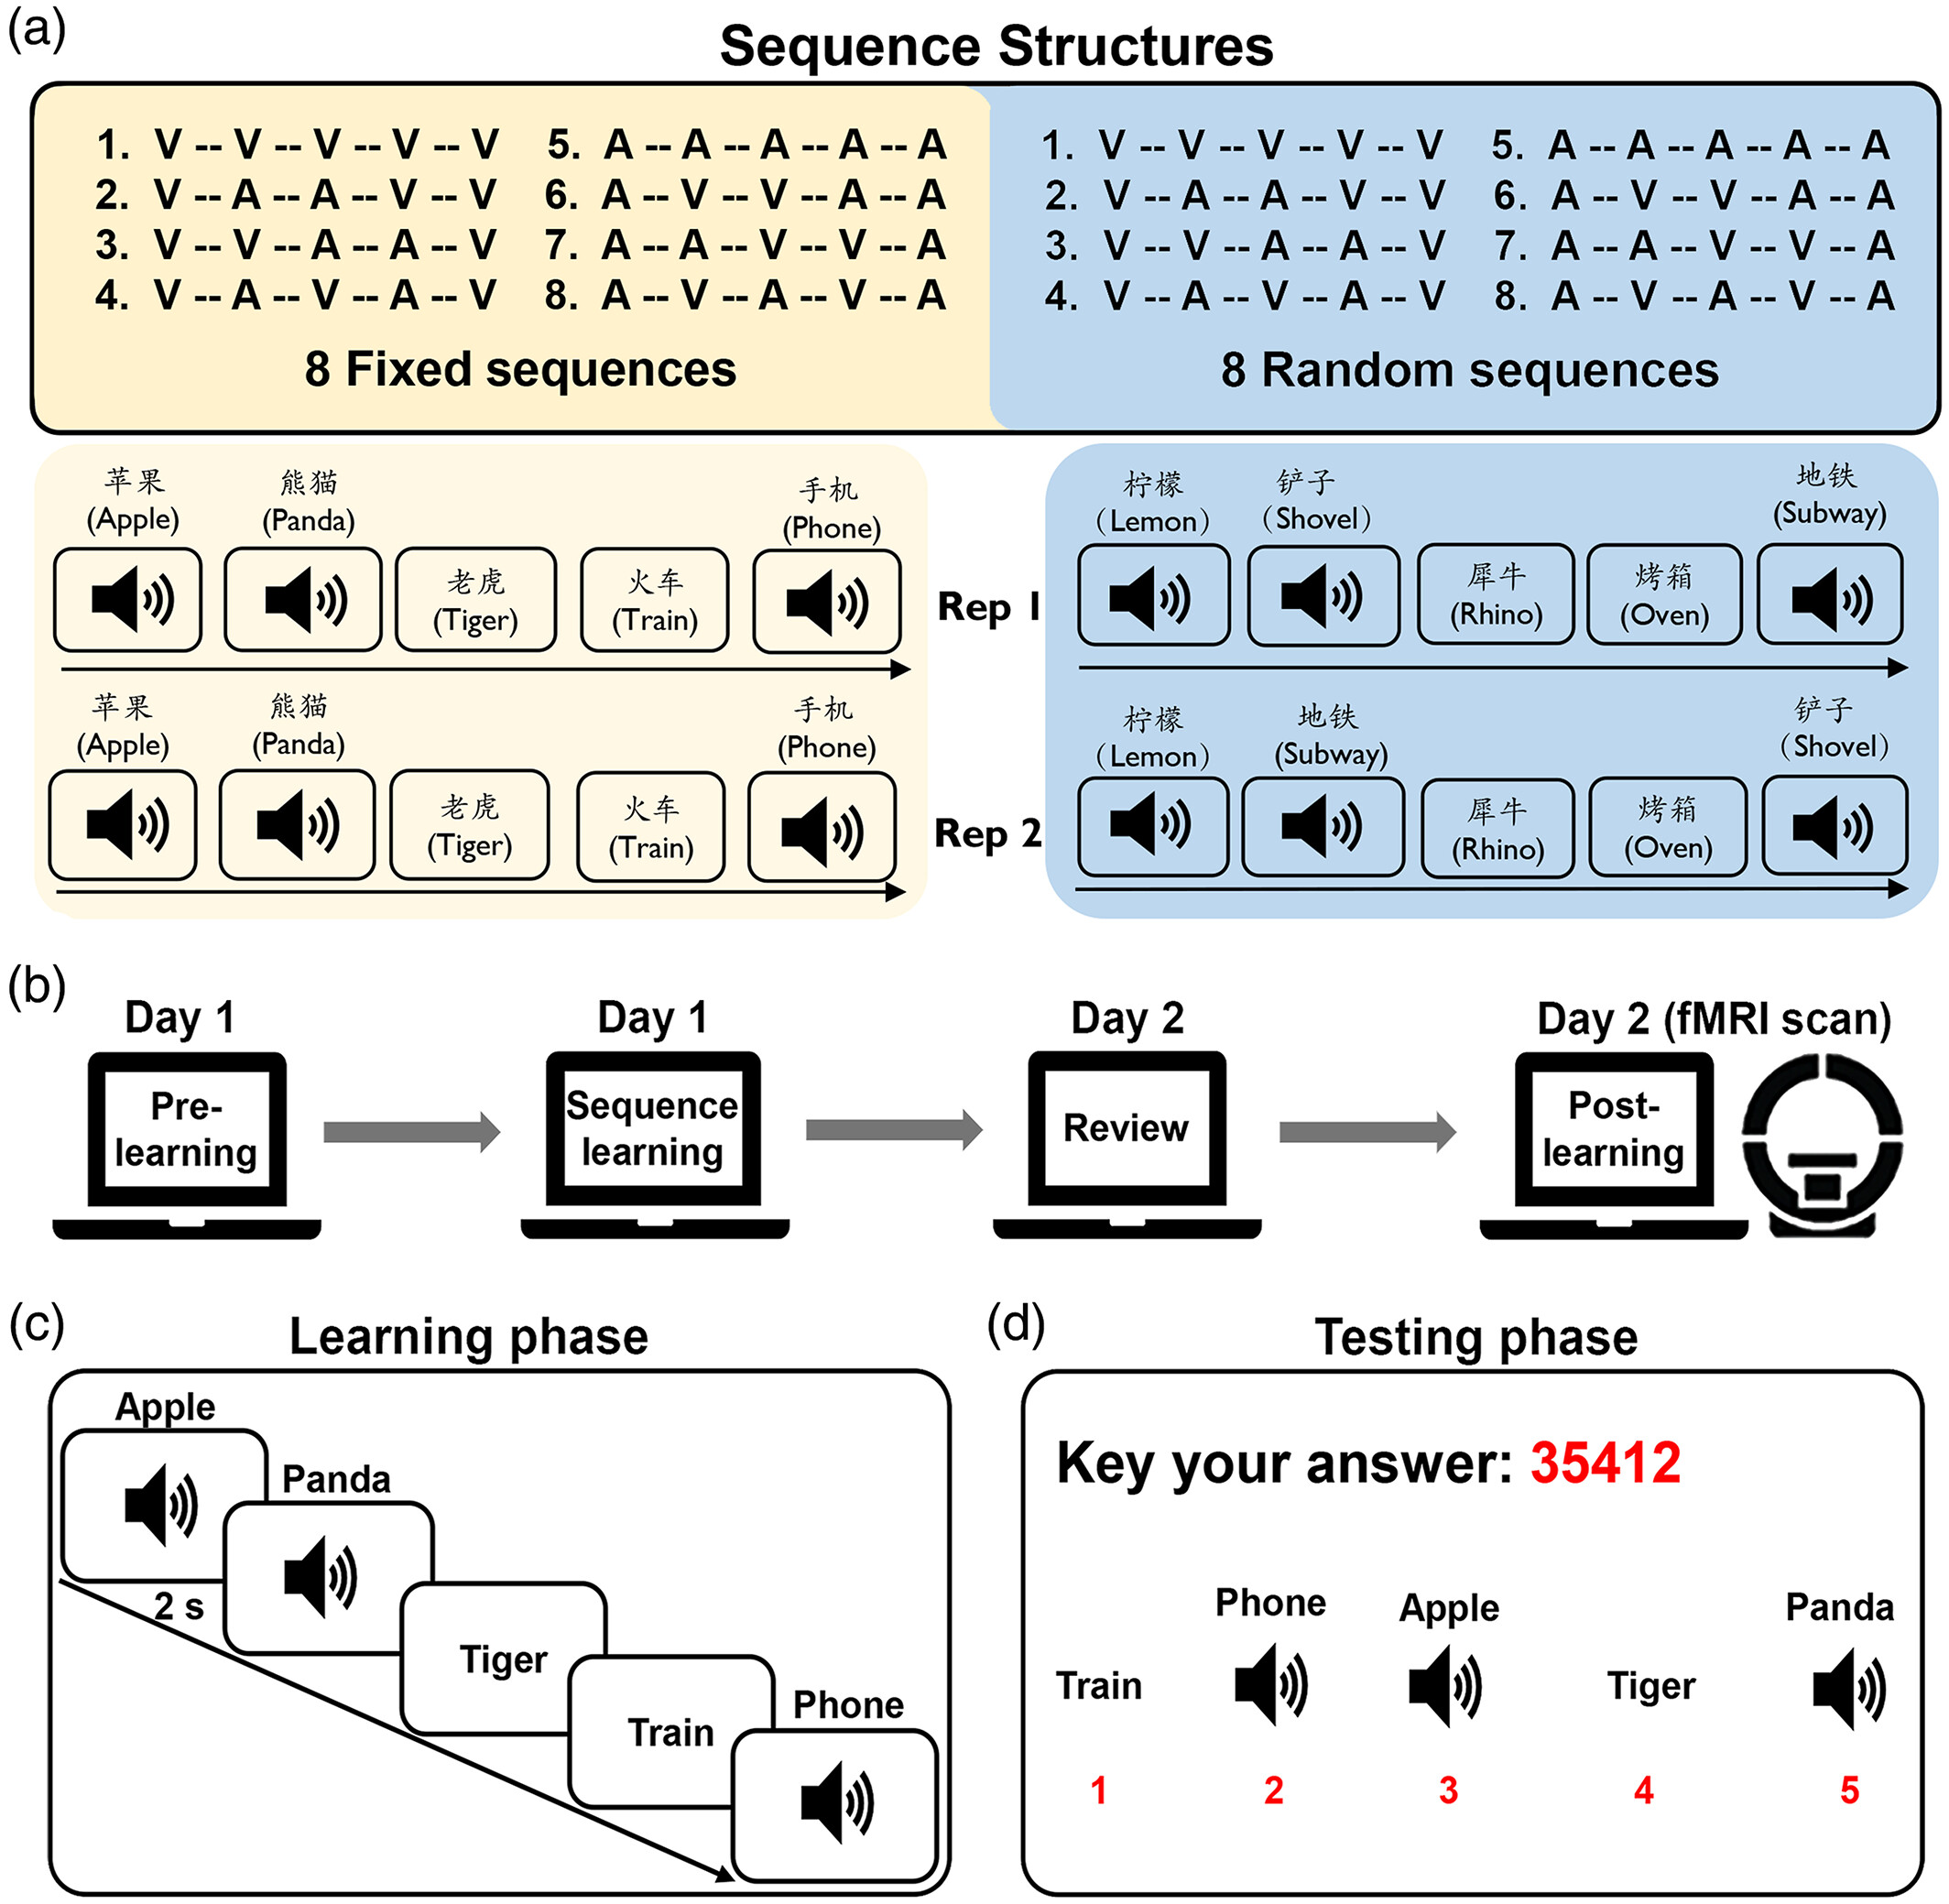 (a)
Sequence Structures
1. V -- V -- V -- V -- V
2. V -- A -- A -- V -- V
3. V -- V -- A -- A -- V
4. V -- A -- V -- A -- V
5. A -- A -- A -- A -- A
6. A -- V -- V -- A -- A
7. A -- A -- V -- V -- A
8. A -- V -- A -- V -- A
8 Fixed sequences
1. V -- V -- V -- V -- V
2. V -- A -- A -- V -- V
3. V -- V -- A -- A -- V
4. V -- A -- V -- A -- V
5. A -- A -- A -- A -- A
6. A -- V -- V -- A -- A
7. A -- A -- V -- V -- A
8. A -- V -- A -- V -- A
8 Random sequences
苹果
(Apple)
熊猫
(Panda)
老虎
(Tiger)
火车
(Train)
手机
(Phone)
Rep 1
柠檬
(Lemon)
铲子
(Shovel)
犀牛
(Rhino)
烤箱
(Oven)
地铁
(Subway)
苹果
(Apple)
熊猫
(Panda)
老虎
(Tiger)
火车
(Train)
手机
(Phone)
Rep 2
柠檬
(Lemon)
地铁
(Subway)
犀牛
(Rhino)
烤箱
(Oven)
铲子
(Shovel)
(b)
Day 1
Pre-
learning
Day 1
Sequence
learning
Day 2
Review
Day 2 (fMRI scan)
Post-
learning
(c)
Learning phase
Apple
Panda
2 s
Tiger
Train
Phone
(d)
Testing phase
Key your answer: 35412
Train
Phone
Apple
Tiger
Panda
1 2 3 4 5